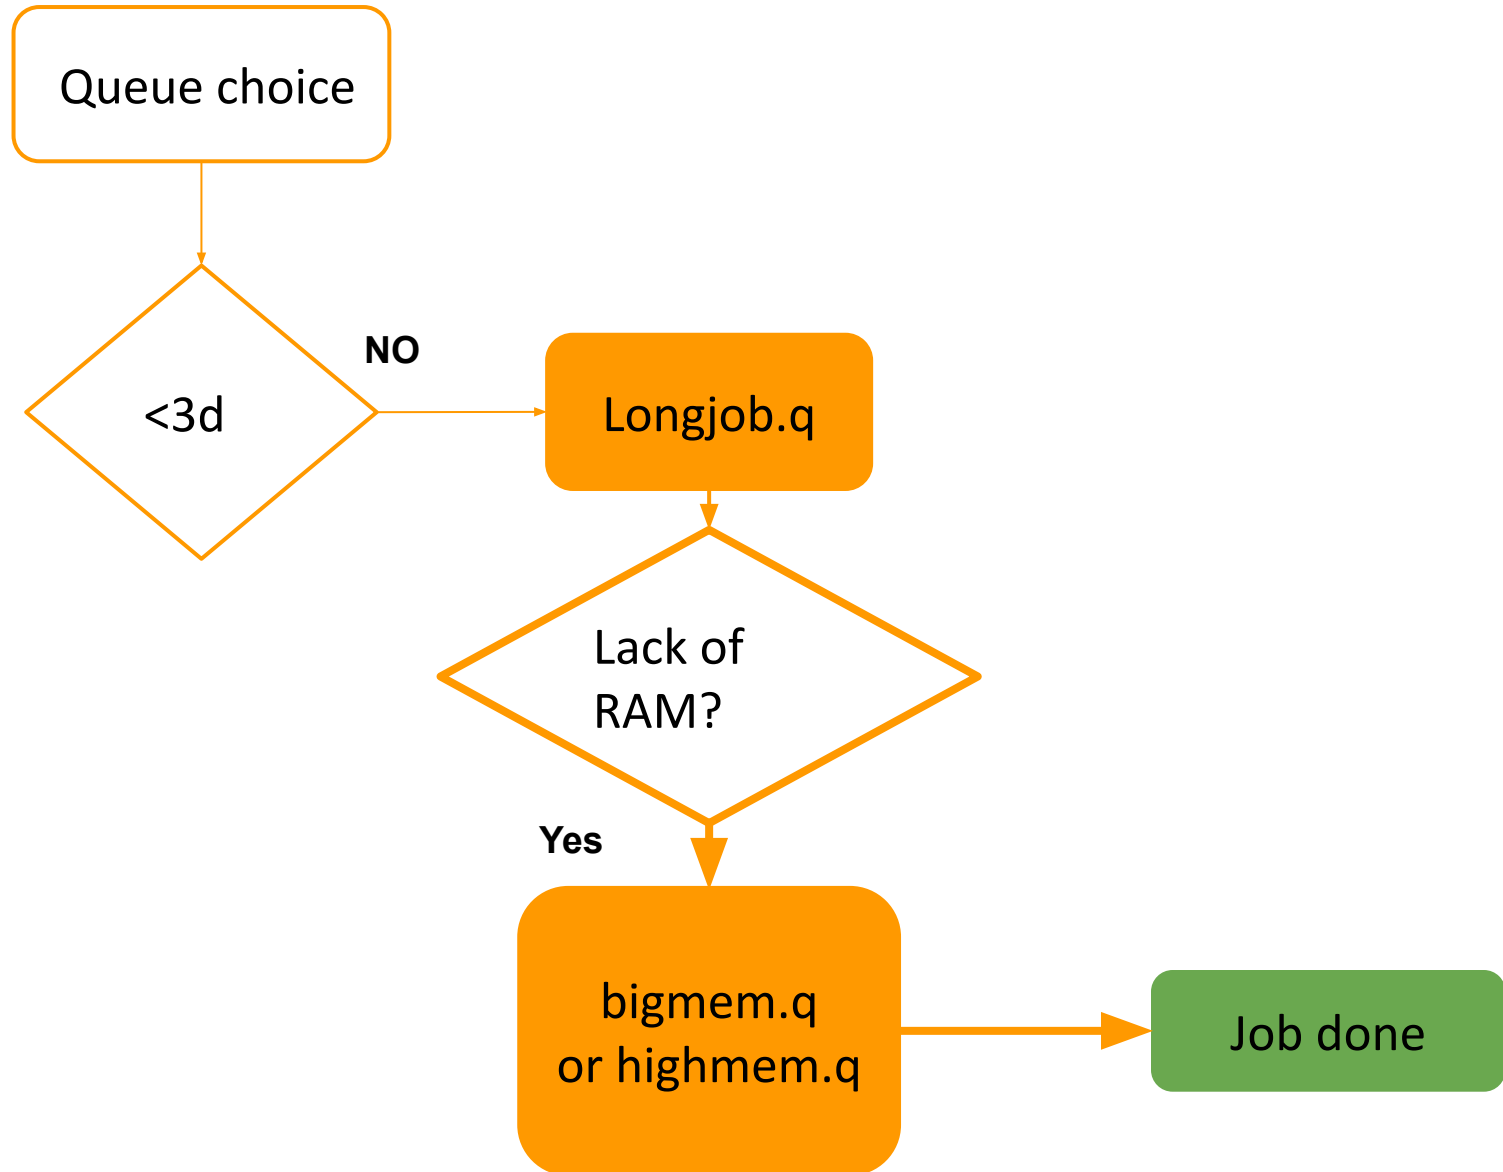 Queue choice
NO
<3d
Longjob.q
Lack of
RAM?
Yes
bigmem.q
or highmem.q
Job done